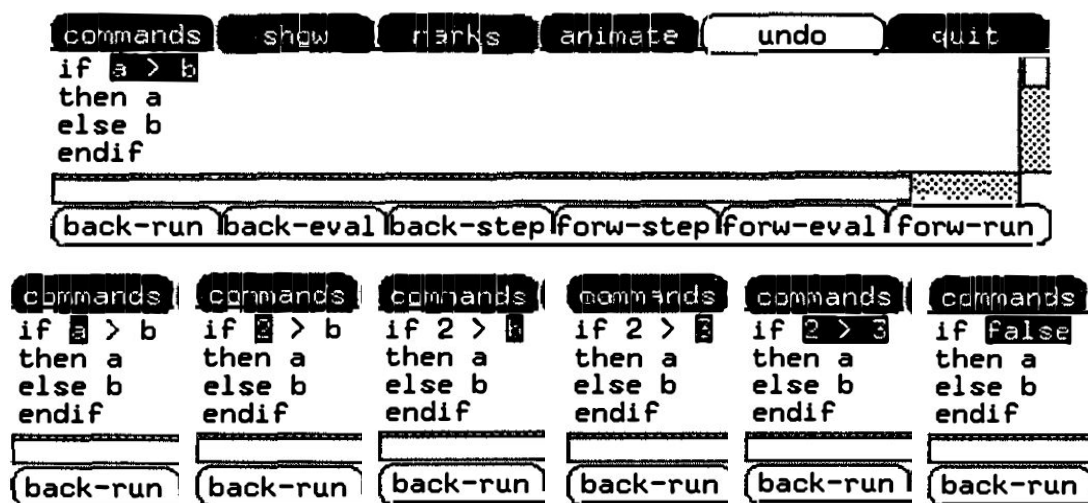 commands show marks animate undo quit
if a > b
then a
else b
endif
back-run back-eval back-step forw-step forw-eval forw-run
commands commands commands commands commands commands
if a > b if 2 > b if 2 > b if 2 > 3 if 2 > 3 if false
then a then a then a then a then a then a
else b else b else b else b else b else b
endif endif endif endif endif endif
back-run back-run back-run back-run back-run back-run